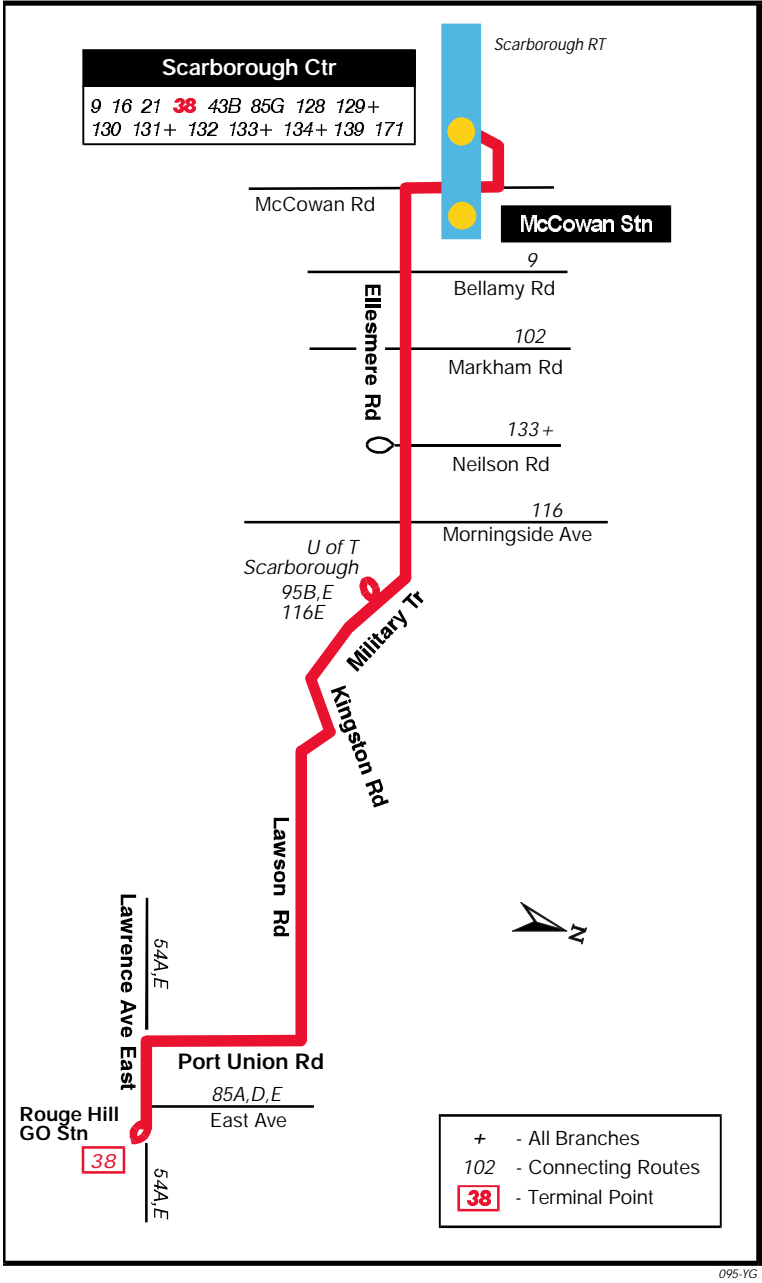 Scarborough RT
Scarborough Ctr
9 16 21 38 43B 85G 128 129+
130 131+ 132 133+ 134+ 139 171
McCowan Rd
McCowan Stn
9
Bellamy Rd
Ellesmere Rd
102
Markham Rd
133+
Neilson Rd
116
Morningside Ave
U of T
Scarborough
95B,E
116E
Military Tr
Kingston Rd
Lawson Rd
Lawrence Ave East
54A,E
N
Port Union Rd
85A,D,E
East Ave
Rouge Hill
GO Stn
38
54A,E
+ - All Branches
102 - Connecting Routes
38 - Terminal Point
095-YG